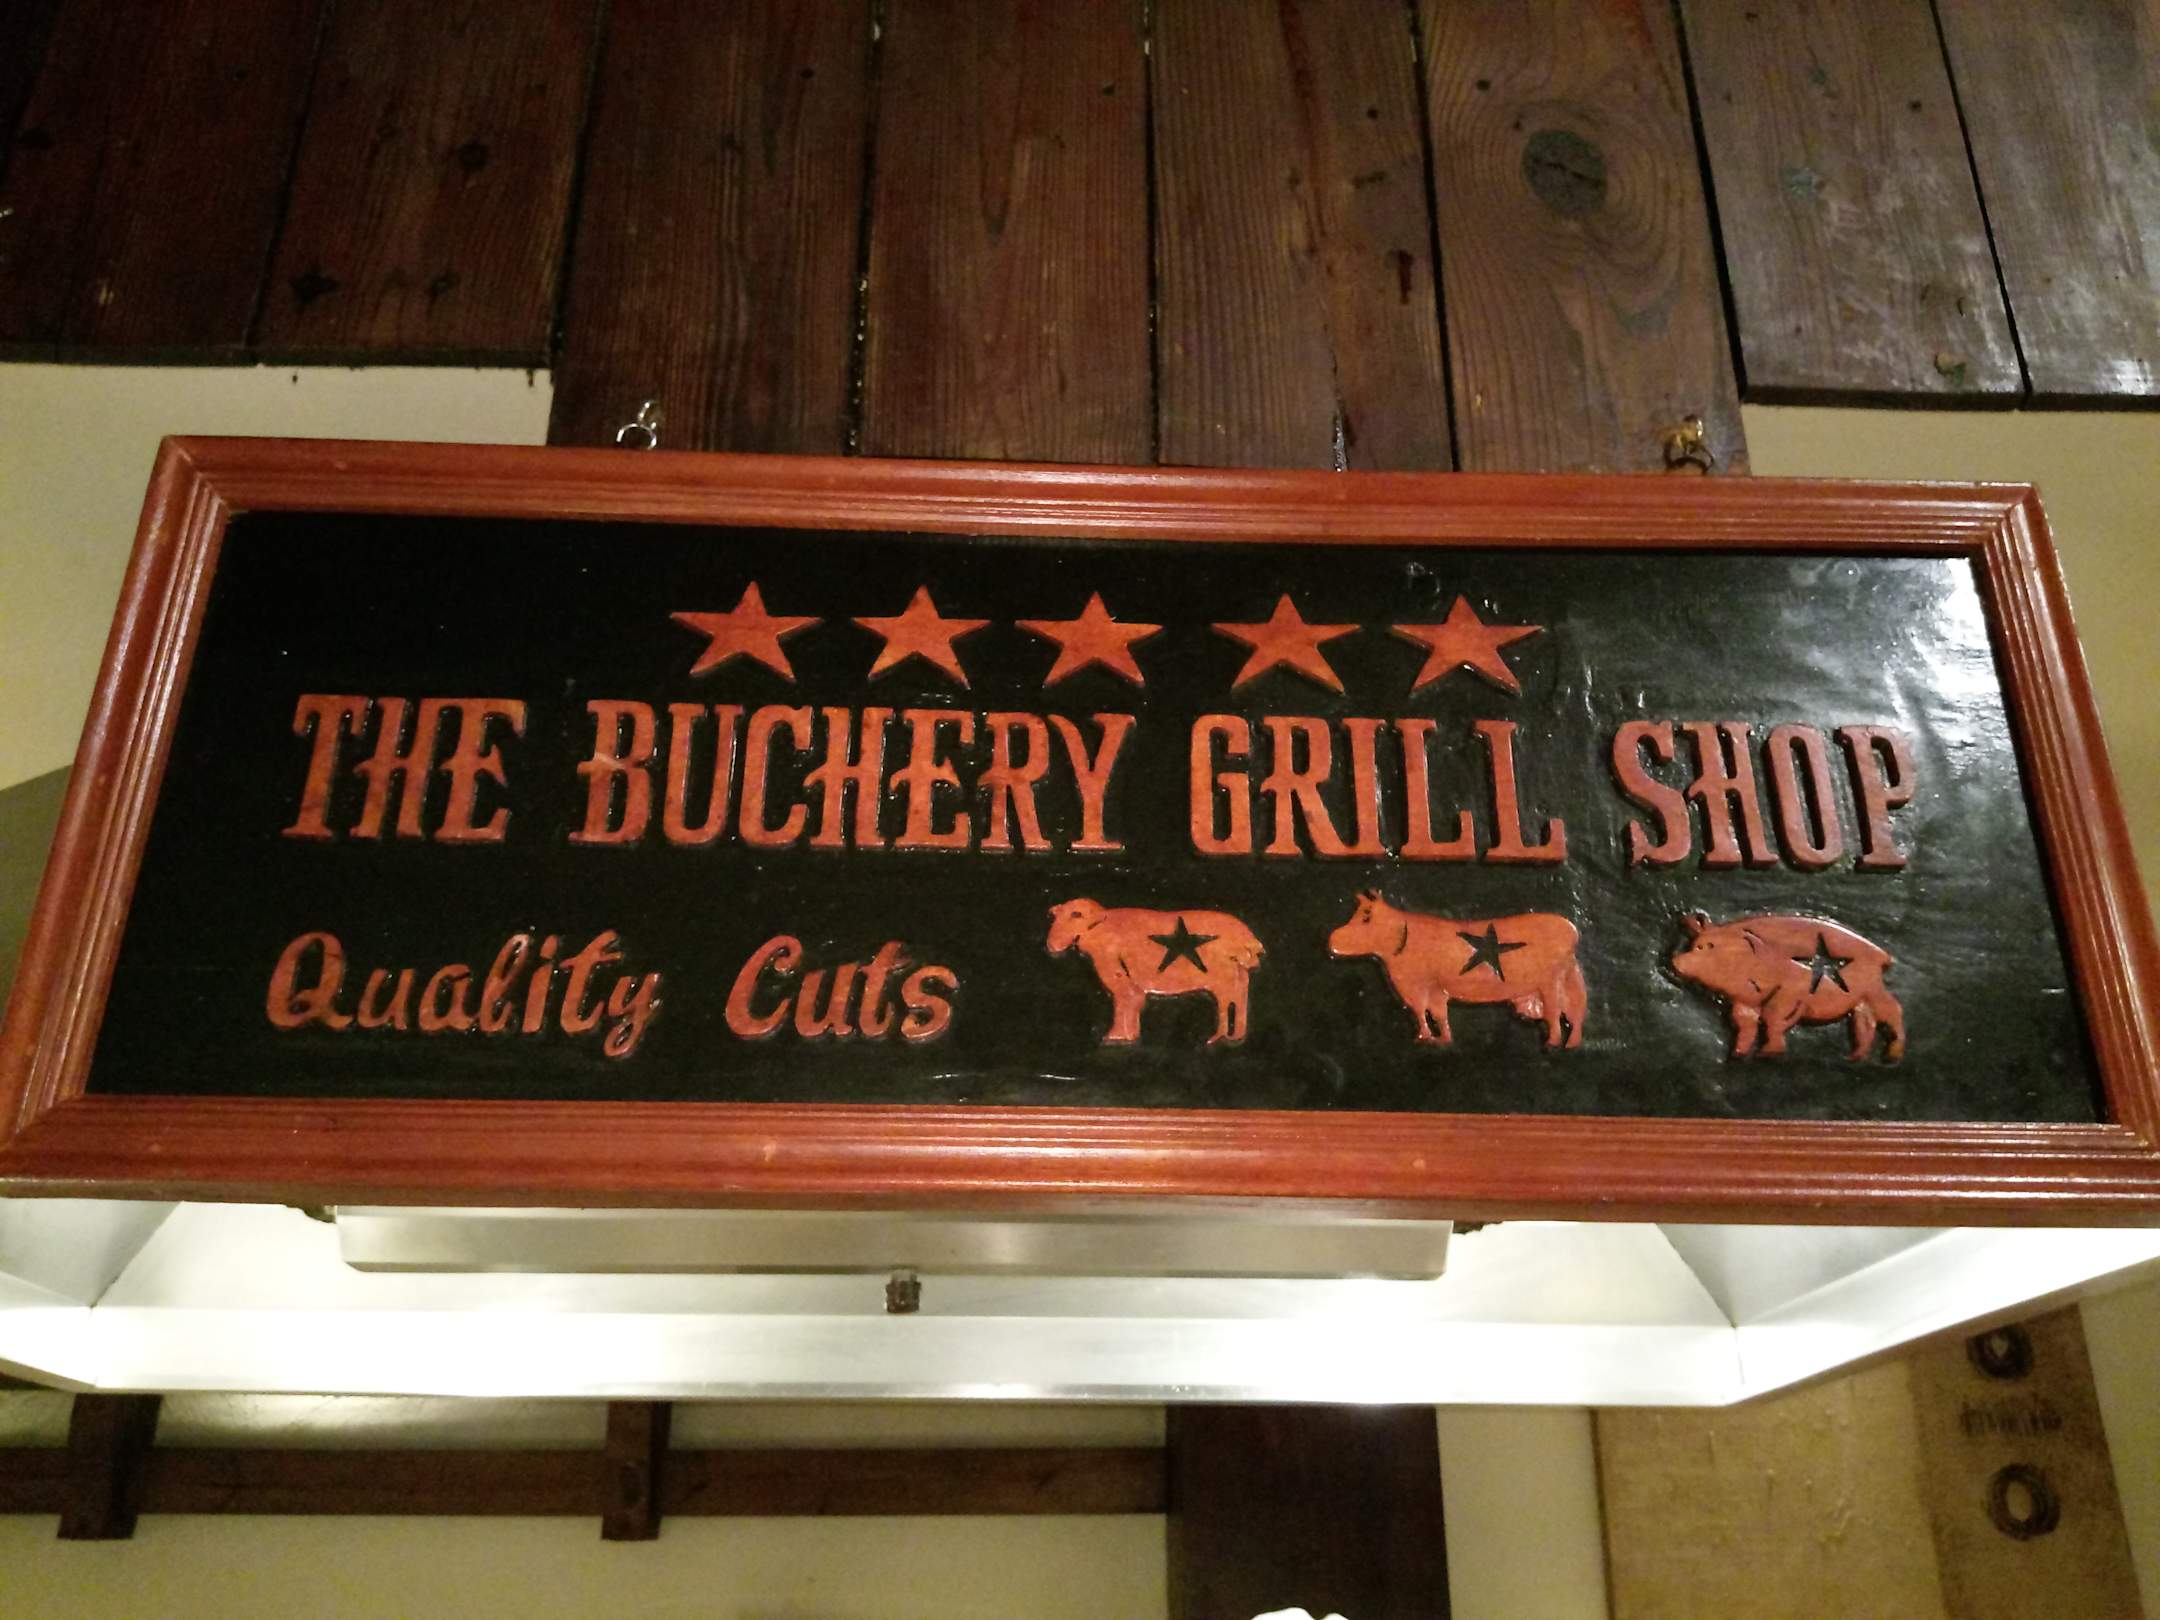 THE BUCHERY GRILL SHOP
Quality Cuts